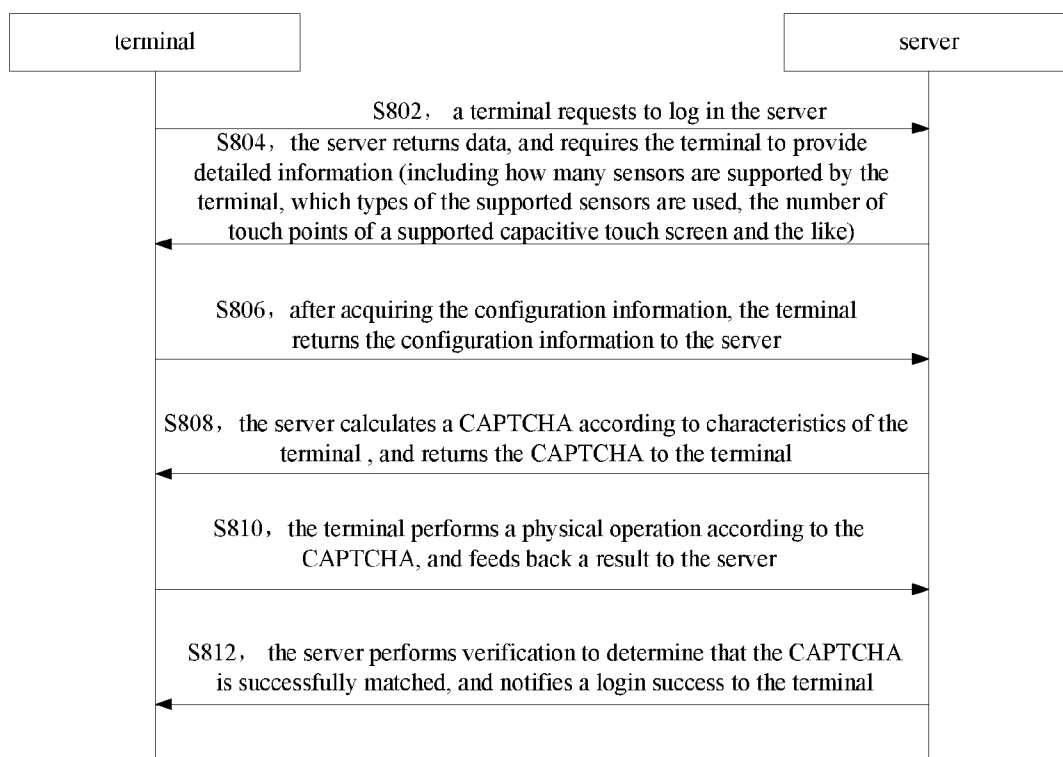 terminal
server
S802， a terminal requests to log in the server
S804，the server returns data, and requires the terminal to provide
detailed information (including how many sensors are supported by the
terminal, which types of the supported sensors are used, the number of
touch points of a supported capacitive touch screen and the like)
S806，after acquiring the configuration information, the terminal
returns the configuration information to the server
S808，the server calculates a CAPTCHA according to characteristics of the
terminal , and returns the CAPTCHA to the terminal
S810，the terminal performs a physical operation according to the
CAPTCHA, and feeds back a result to the server
S812， the server performs verification to determine that the CAPTCHA
is successfully matched, and notifies a login success to the terminal